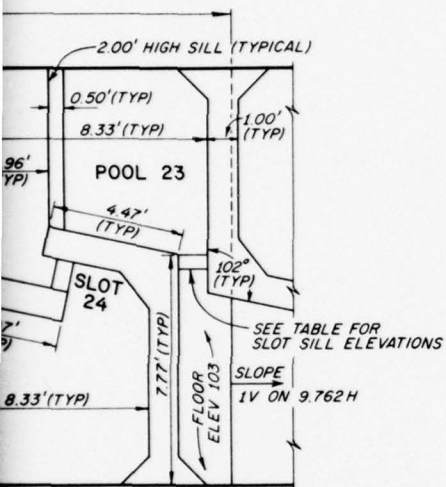 2.00' HIGH SILL (TYPICAL)
0.50' (TYP)
8.33' (TYP)
1.00'
(TYP)
96'
YP)
POOL 23
4.47'
(TYP)
102°
(TYP)
SLOT
24
SEE TABLE FOR
SLOT SILL ELEVATIONS
7'
P)
7.77' (TYP)
8.33' (TYP)
FLOOR
ELEV 103
SLOPE
1V ON 9.762H